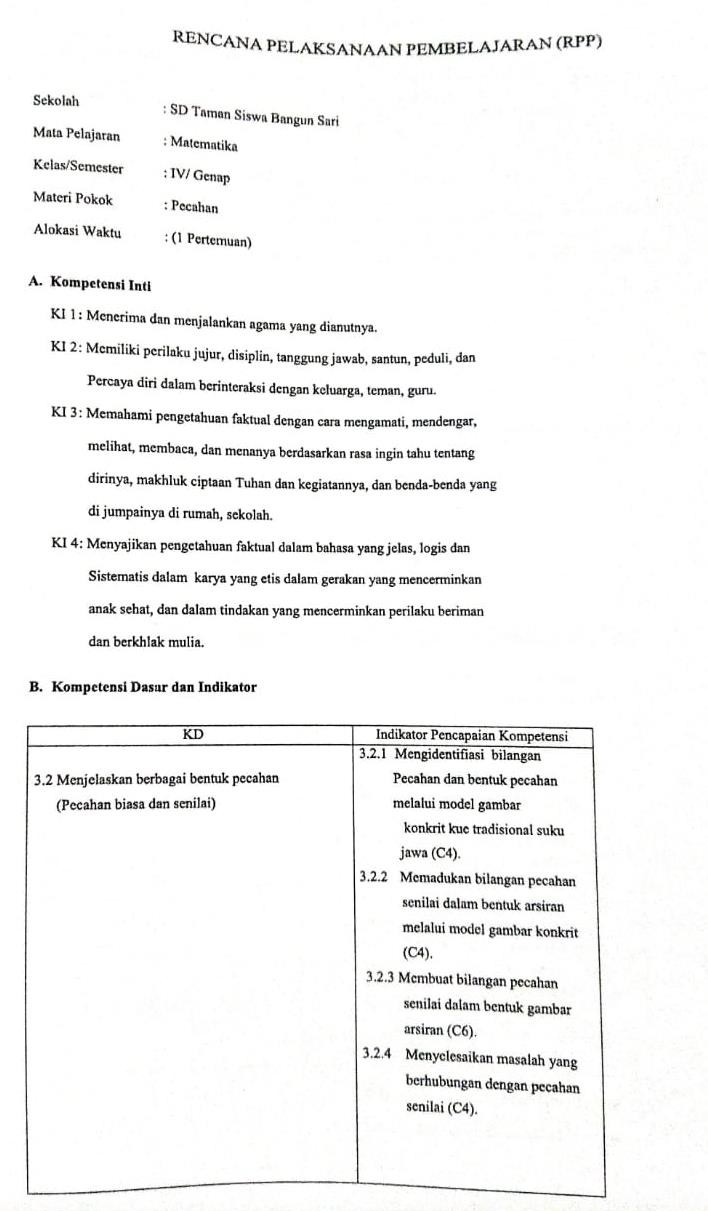 RENCANA PELAKSANAAN PEMBELAJARAN (RPP)
Sekolah : SD Taman Siswa Bangun Sari
Mata Pelajaran : Matematika
Kelas/Semester : IV/ Genap
Materi Pokok : Pecahan
Alokasi Waktu : (1 Pertemuan)
A. Kompetensi Inti
KI 1: Menerima dan menjalankan agama yang dianutnya.
KI 2: Memiliki perilaku jujur, disiplin, tanggung jawab, santun, peduli, dan
Percaya diri dalam berinteraksi dengan keluarga, teman, guru.
KI 3: Memahami pengetahuan faktual dengan cara mengamati, mendengar,
melihat, membaca, dan menanya berdasarkan rasa ingin tahu tentang
dirinya, makhluk ciptaan Tuhan dan kegiatannya, dan benda-benda yang
di jumpainya di rumah, sekolah.
KI 4: Menyajikan pengetahuan faktual dalam bahasa yang jelas, logis dan
Sistematis dalam karya yang etis dalam gerakan yang mencerminkan
anak sehat, dan dalam tindakan yang mencerminkan perilaku beriman
dan berkhlak mulia.
B. Kompetensi Dasar dan Indikator
KD
3.2 Menjelaskan berbagai bentuk pecahan
(Pecahan biasa dan senilai)
Indikator Pencapaian Kompetensi
3.2.1 Mengidentifiasi bilangan
Pecahan dan bentuk pecahan
melalui model gambar
konkrit kue tradisional suku
jawa (C4).
3.2.2 Memadukan bilangan pecahan
senilai dalam bentuk arsiran
melalui model gambar konkrit
(C4).
3.2.3 Membuat bilangan pecahan
senilai dalam bentuk gambar
arsiran (C6).
3.2.4 Menyelesaikan masalah yang
berhubungan dengan pecahan
senilai (C4).